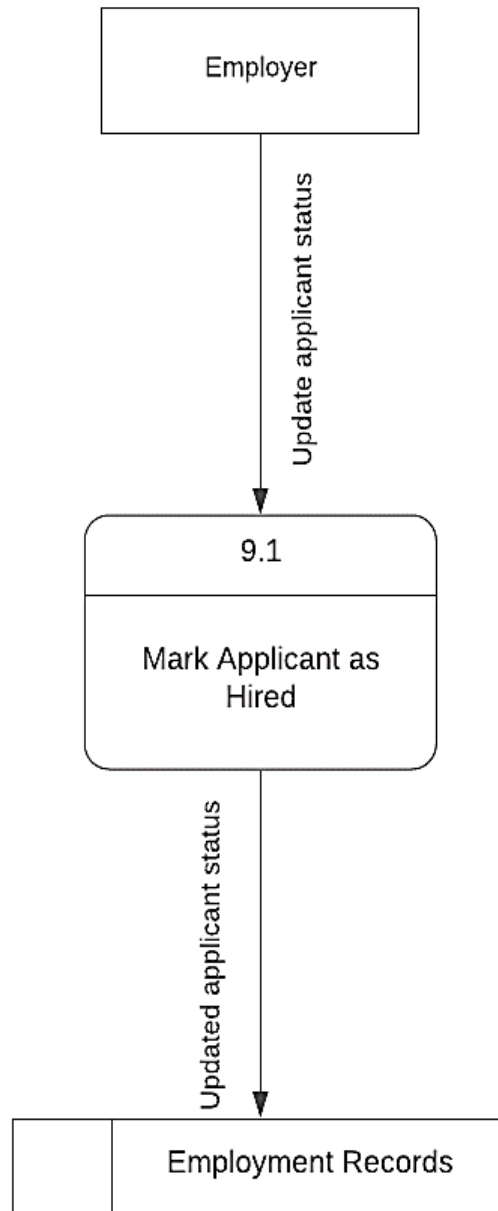 Employer
Update applicant status
9.1
Mark Applicant as
Hired
Updated applicant status
Employment Records